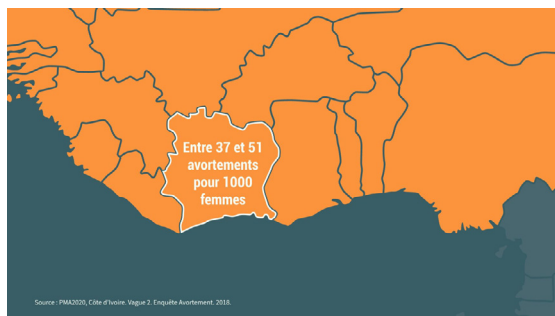 Entre 37 et 51
avortements
pour 1000
femmes
Source : PMA2020, Côte d'Ivoire. Vague 2. Enquête Avortement. 2018.